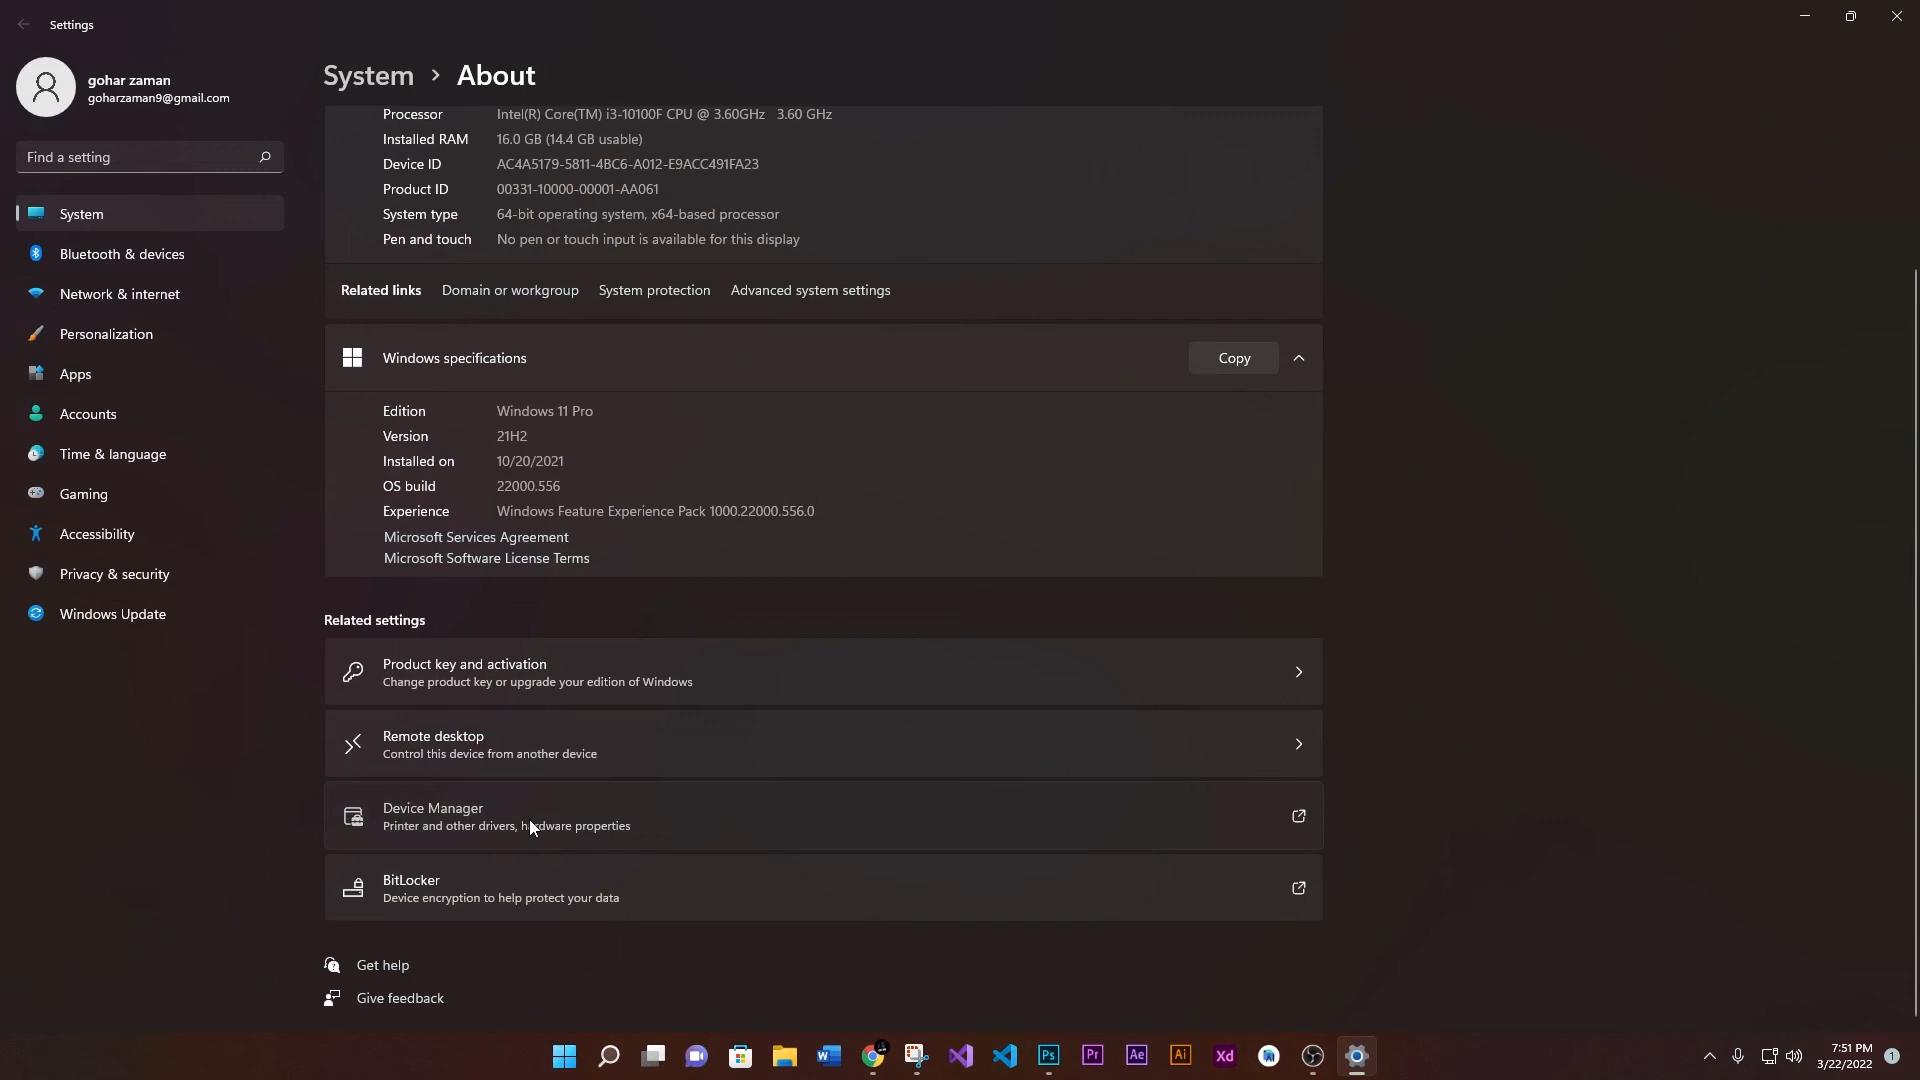 Settings
gohar zaman
goharzaman9@gmail.com
Find a setting
System
Bluetooth & devices
Network & internet
Personalization
Apps
Accounts
Time & language
Gaming
Accessibility
Privacy & security
Windows Update
System > About
Processor Intel(R) Core(TM) i3-10100F CPU @ 3.60GHz 3.60 GHz
Installed RAM 16.0 GB (14.4 GB usable)
Device ID AC4A5179-5811-4BC6-A012-E9ACC491FA23
Product ID 00331-10000-00001-AA061
System type 64-bit operating system, x64-based processor
Pen and touch No pen or touch input is available for this display
Related links Domain or workgroup System protection Advanced system settings
Windows specifications Copy
Edition Windows 11 Pro
Version 21H2
Installed on 10/20/2021
OS build 22000.556
Experience Windows Feature Experience Pack 1000.22000.556.0
Microsoft Services Agreement
Microsoft Software License Terms
Related settings
Product key and activation
Change product key or upgrade your edition of Windows
Remote desktop
Control this device from another device
Device Manager
Printer and other drivers, hardware properties
BitLocker
Device encryption to help protect your data
Get help
Give feedback
W Ps Pr Ae Ai Xd
7:51 PM
3/22/2022
1